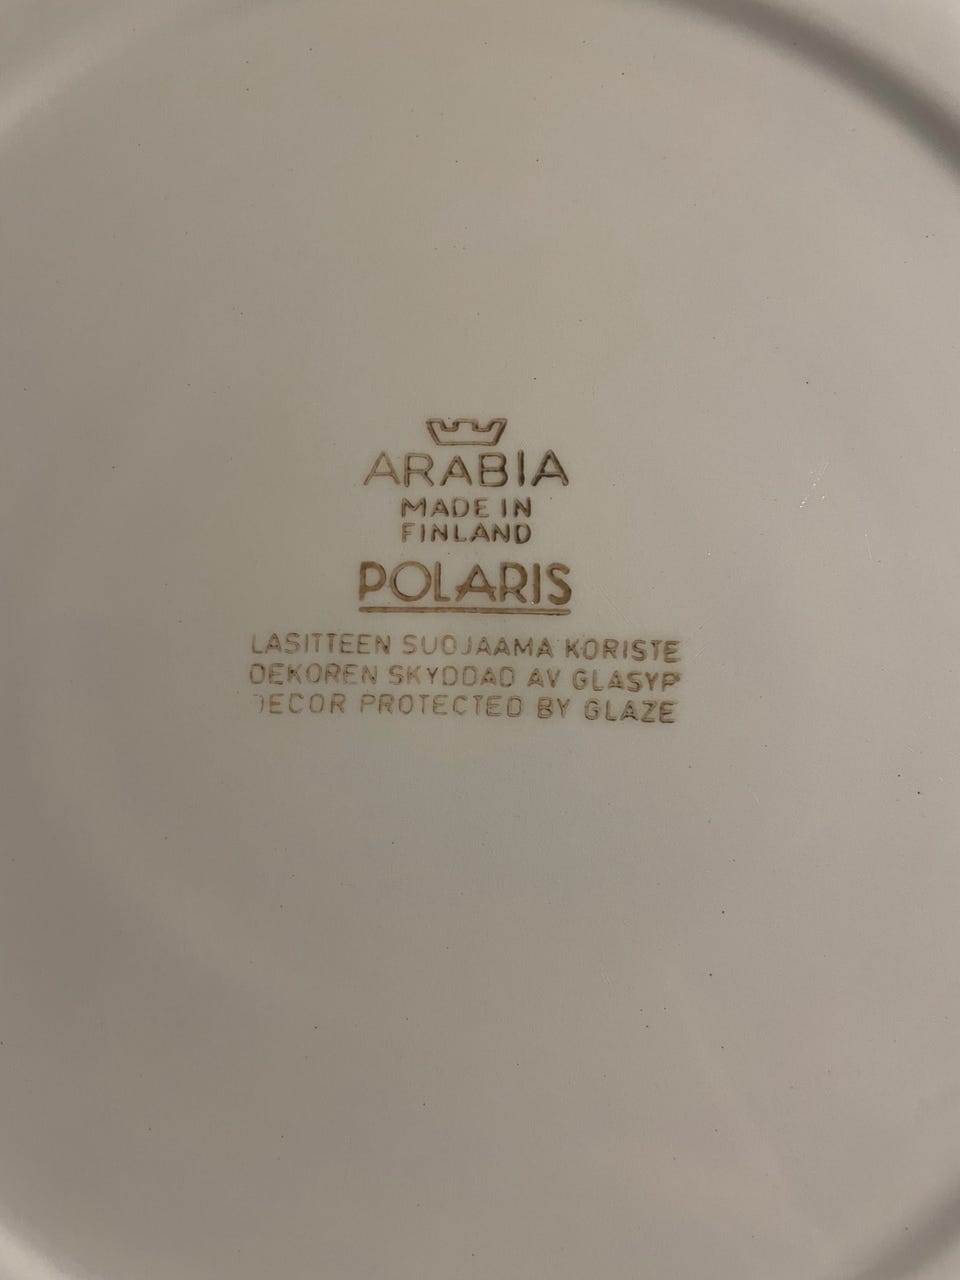 ARABIA
MADE IN
FINLAND
POLARIS
LASITTEEN SUOJAAMA KORISTE
DEKOREN SKYDDAD AV GLASYR
DECOR PROTECTED BY GLAZE